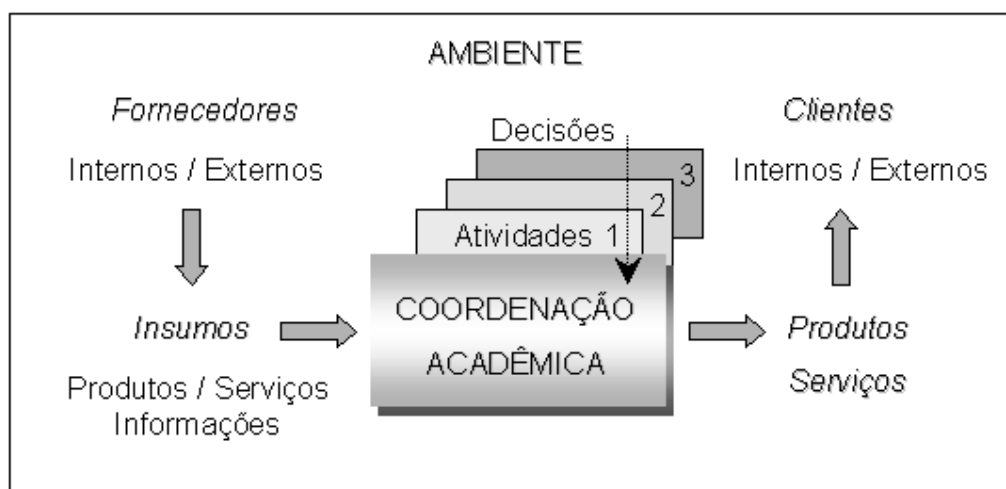 AMBIENTE
Fornecedores
Internos / Externos
Insumos
Produtos / Serviços
Informações
Decisões
3
2
Atividades 1
COORDENAÇÃO
ACADÊMICA
Clientes
Internos / Externos
Produtos
Serviços